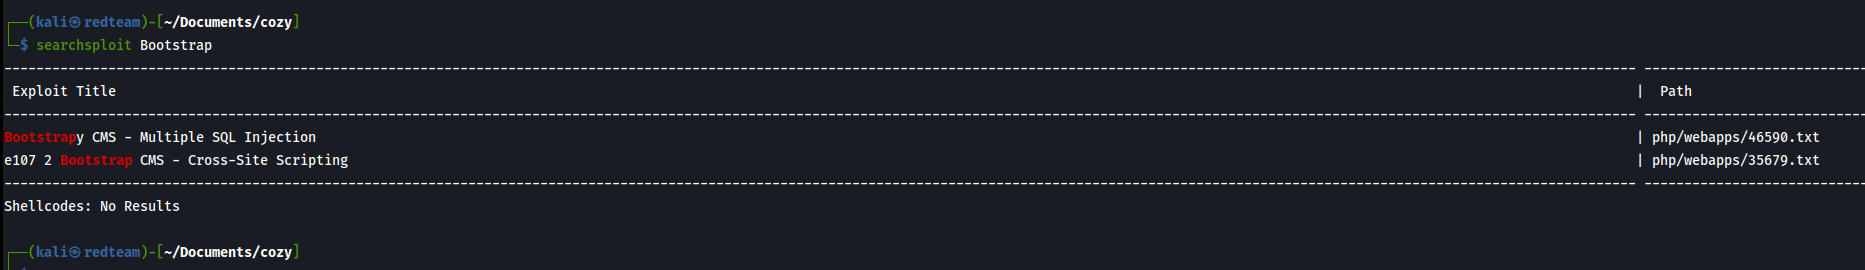 ┌──(kali㉿redteam)-[~/Documents/cozy]
└─$ searchsploit Bootstrap
---------------------------------------------------------------------------------------------------------------- ----------------------
Exploit Title | Path
---------------------------------------------------------------------------------------------------------------- ----------------------
Bootstrapy CMS - Multiple SQL Injection | php/webapps/46590.txt
e107 2 Bootstrap CMS - Cross-Site Scripting | php/webapps/35679.txt
---------------------------------------------------------------------------------------------------------------- ----------------------
Shellcodes: No Results
┌──(kali㉿redteam)-[~/Documents/cozy]